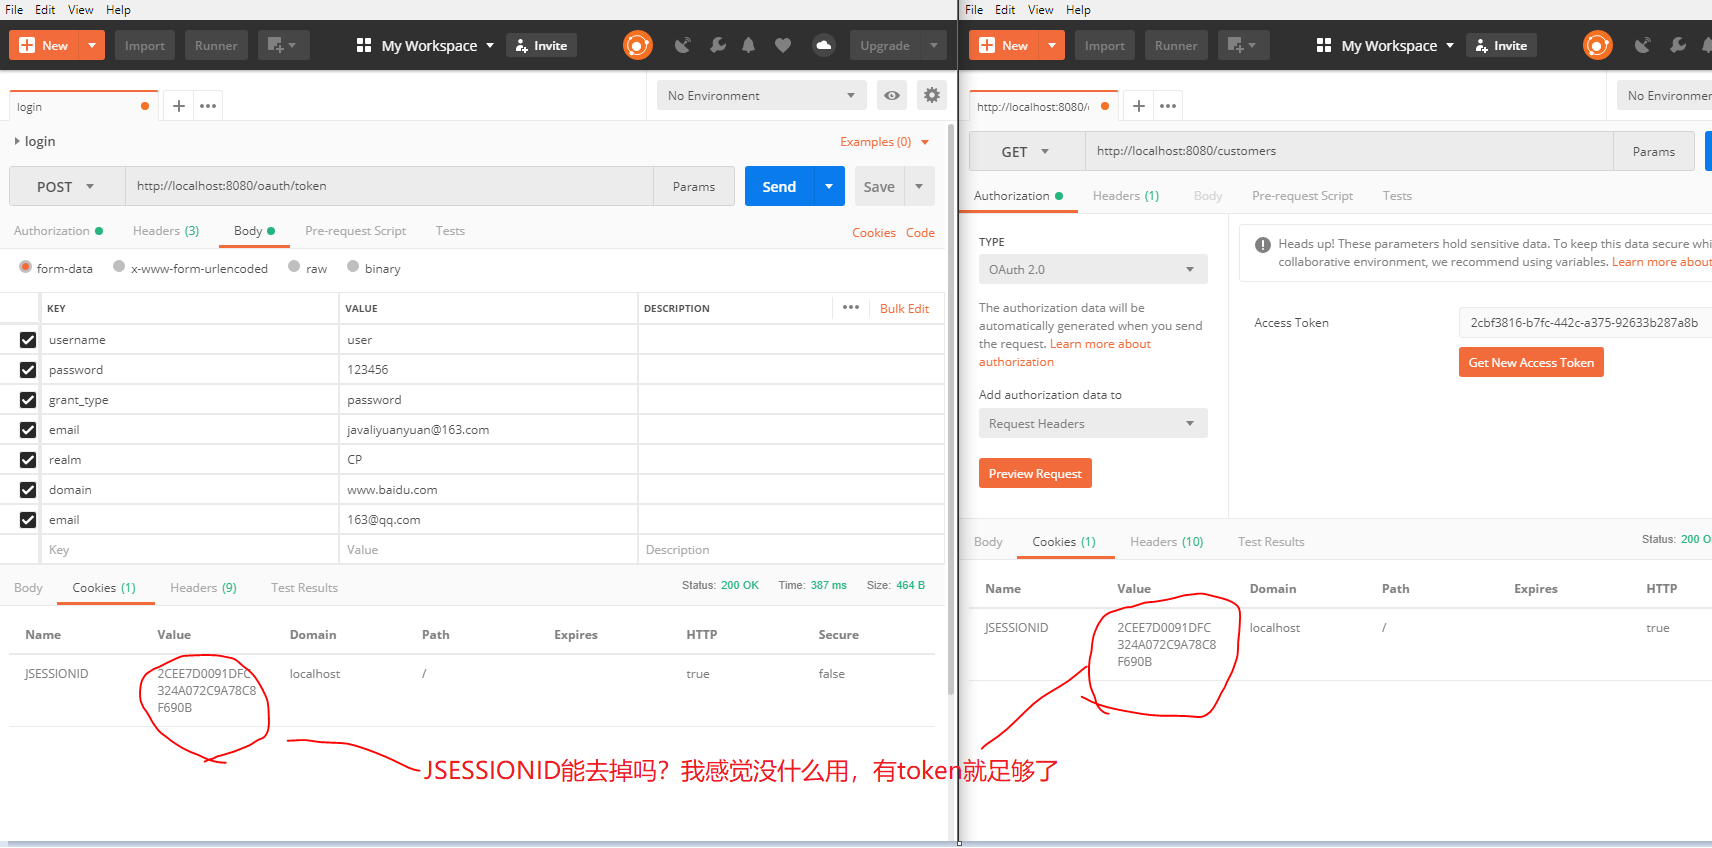 File Edit View Help
New Import Runner My Workspace Invite Upgrade
login
No Environment
login
Examples (0)
POST http://localhost:8080/oauth/token Params Send Save
Authorization Headers (3) Body Pre-request Script Tests Cookies Code
form-data x-www-form-urlencoded raw binary
KEY VALUE DESCRIPTION Bulk Edit
username user
password 123456
grant_type password
email javaliyuanyuan@163.com
realm CP
domain www.baidu.com
email 163@qq.com
Key Value Description
Body Cookies (1) Headers (9) Test Results Status: 200 OK Time: 387 ms Size: 464 B
Name Value Domain Path Expires HTTP Secure
JSESSIONID 2CEE7D0091DFC localhost / true false
324A072C9A78C8
F690B
File Edit View Help
New Import Runner My Workspace Invite
http://localhost:8080/
No Environmer
GET http://localhost:8080/customers Params
Authorization Headers (1) Body Pre-request Script Tests
TYPE
OAuth 2.0
The authorization data will be
automatically generated when you send
the request. Learn more about
authorization
Add authorization data to
Request Headers
Preview Request
Heads up! These parameters hold sensitive data. To keep this data secure whi
collaborative environment, we recommend using variables. Learn more about
Access Token 2cbf3816-b7fc-442c-a375-92633b287a8b
Get New Access Token
Body Cookies (1) Headers (10) Test Results Status: 200 O
Name Value Domain Path Expires HTTP
JSESSIONID 2CEE7D0091DFC localhost / true
324A072C9A78C8
F690B
JSESSIONID能去掉吗？我感觉没什么用，有token就足够了